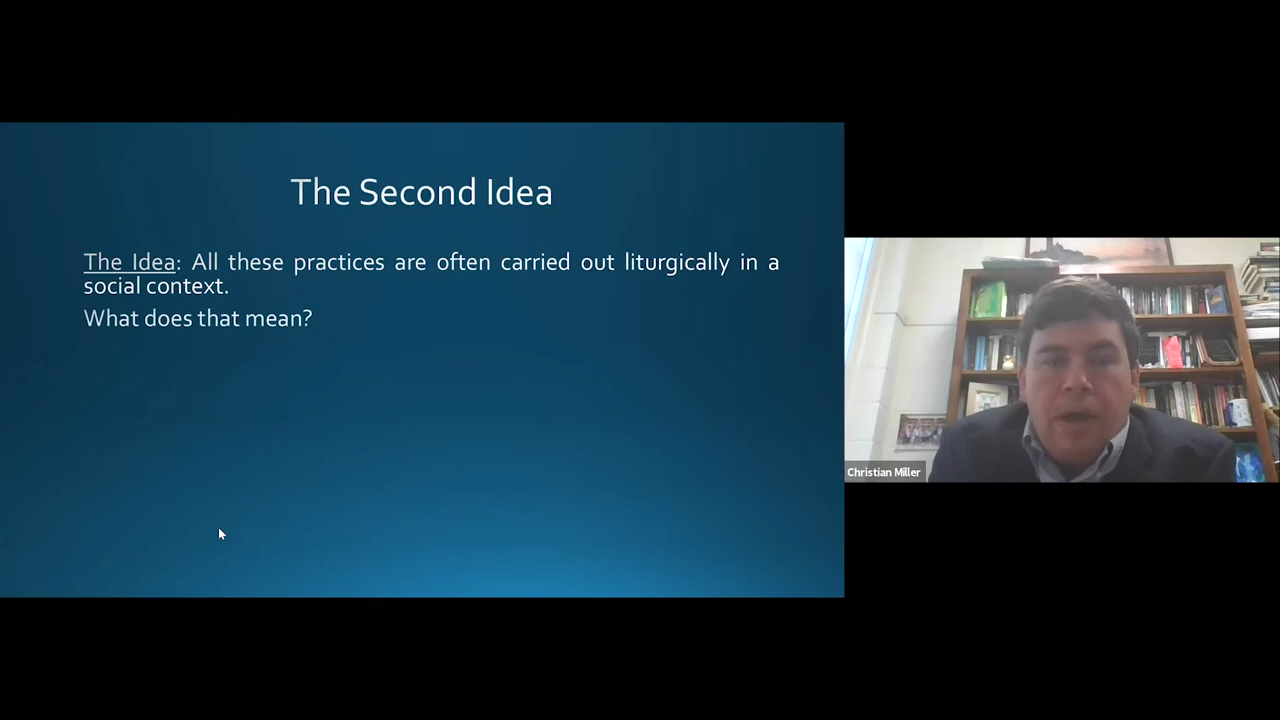 The Second Idea
The Idea: All these practices are often carried out liturgically in a
social context.
What does that mean?
Christian Miller